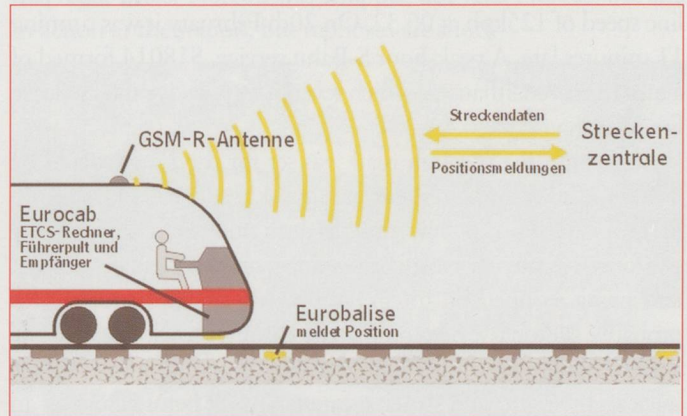 GSM-R-Antenne
Streckendaten
Positionsmeldungen
Strecken-
zentrale
Eurocab
ETCS-Rechner,
Führerpult und
Empfänger
Eurobalise
meldet Position